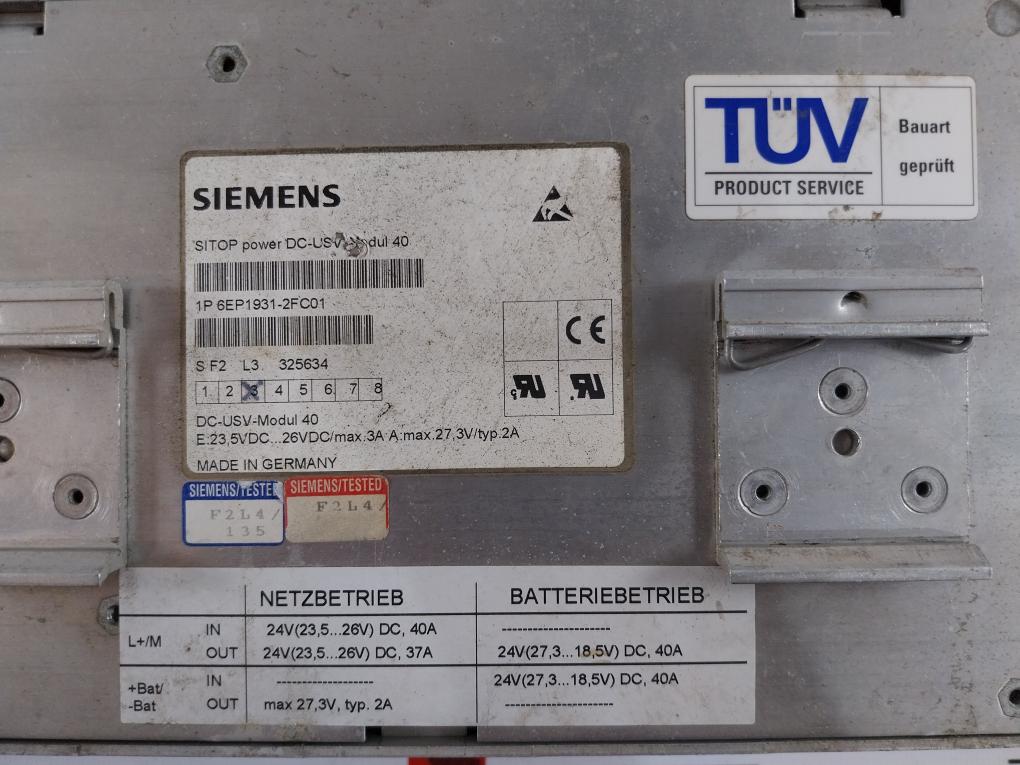 TÜV
PRODUCT SERVICE
Bauart
geprüft
SIEMENS
SITOP power DC-USV-Modul 40
1P 6EP1931-2FC01
S F2 L3 325634
1 2 3 4 5 6 7 8
DC-USV-Modul 40
E:23,5VDC...26VDC/max.3A A:max.27,3V/typ.2A
MADE IN GERMANY
CE
c UR
UR
SIEMENS/TESTED
F2L4/
135
SIEMENS/TESTED
F2L4/
NETZBETRIEB BATTERIEBETRIEB
L+/M IN 24V(23,5...26V) DC, 40A --------------------
OUT 24V(23,5...26V) DC, 37A 24V(27,3...18,5V) DC, 40A
+Bat/ IN ------------------ 24V(27,3...18,5V) DC, 40A
-Bat OUT max 27,3V, typ. 2A --------------------